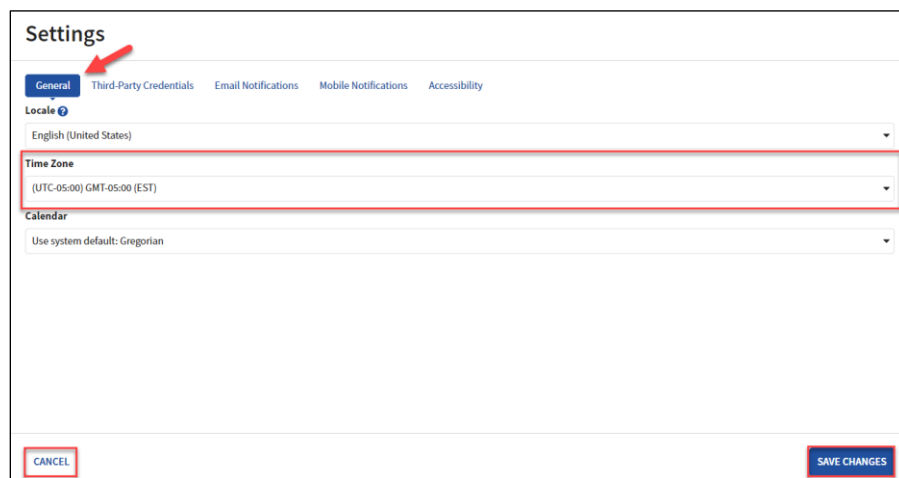 Settings
General Third-Party Credentials Email Notifications Mobile Notifications Accessibility
Locale ?
English (United States)
Time Zone
(UTC-05:00) GMT-05:00 (EST)
Calendar
Use system default: Gregorian
CANCEL SAVE CHANGES